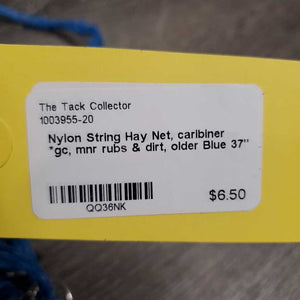 The Tack Collector
1003955-20
Nylon String Hay Net, caribiner
*gc, mnr rubs & dirt, older Blue 37"
QQ36NK
$6.50